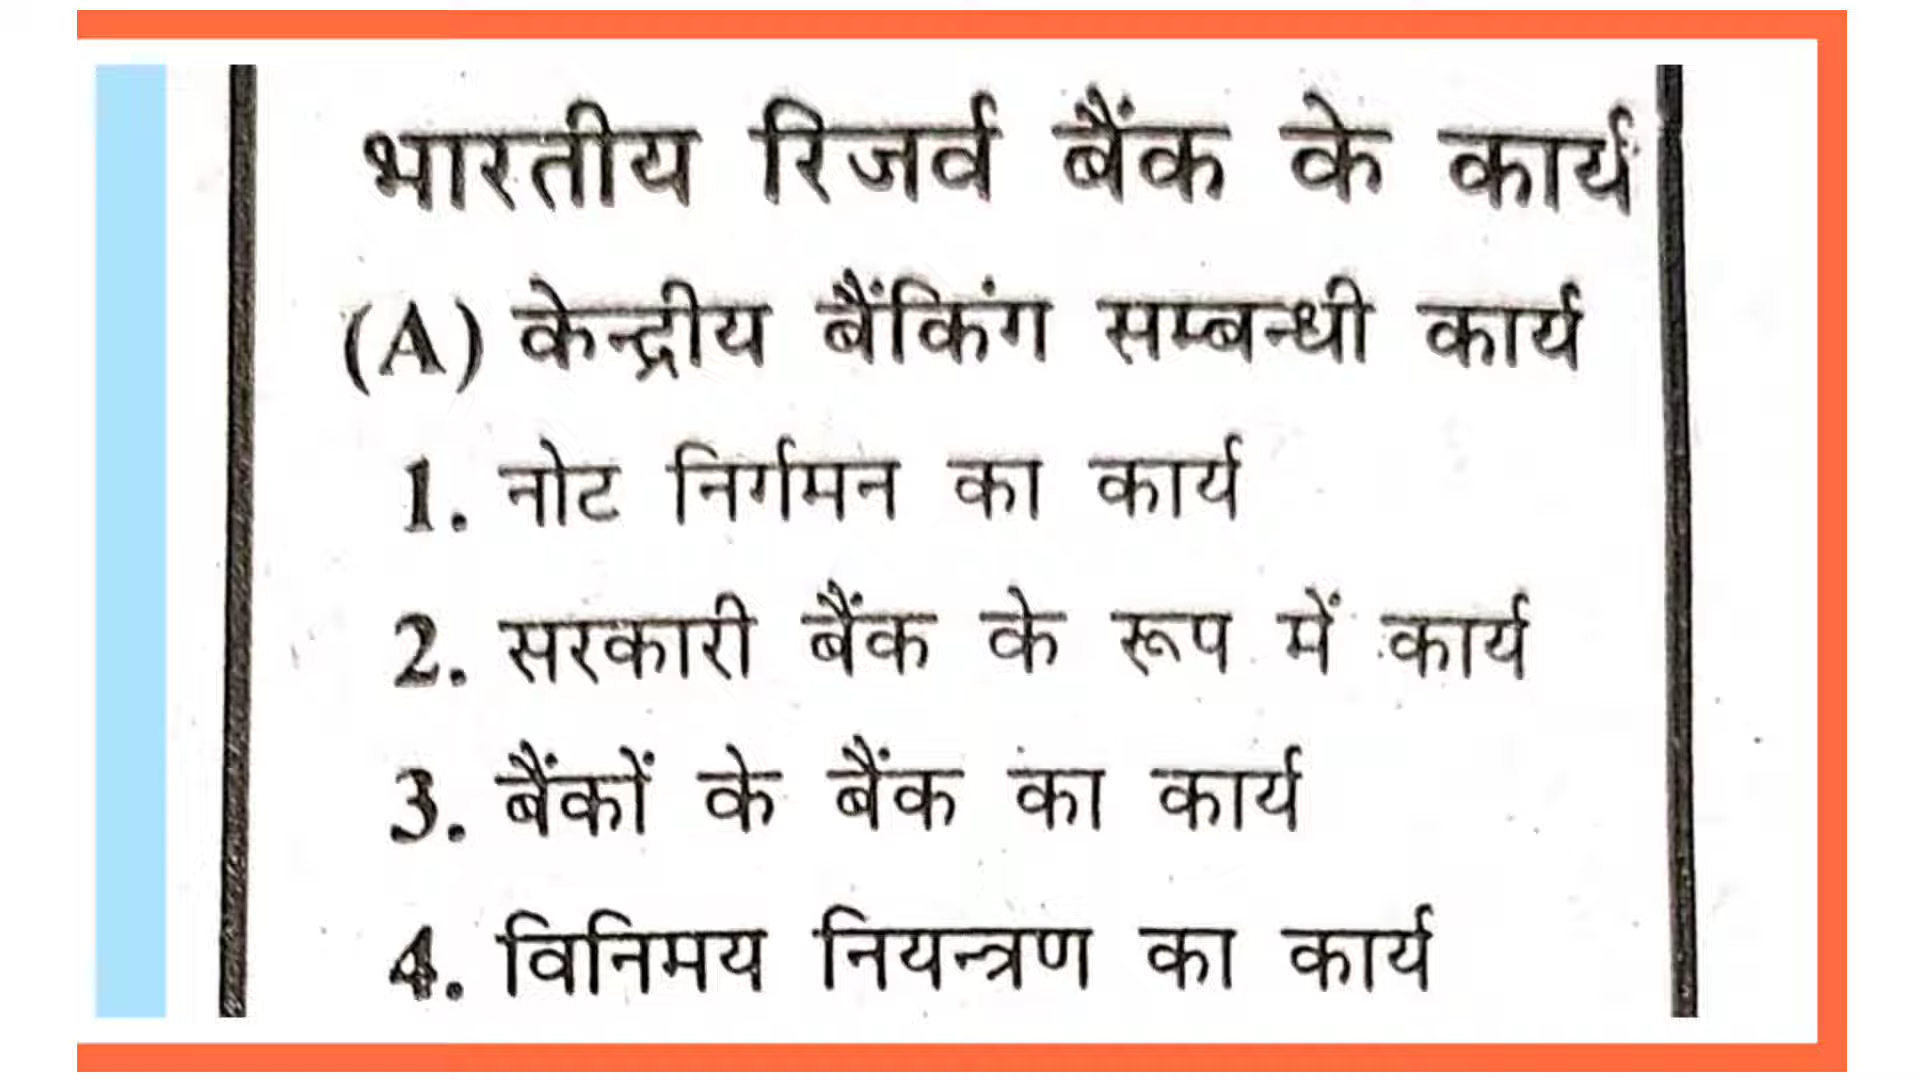 भारतीय रिजर्व बैंक के कार्य
(A) केन्द्रीय बैंकिंग सम्बन्धी कार्य
1. नोट निर्गमन का कार्य
2. सरकारी बैंक के रूप में कार्य
3. बैंकों के बैंक का कार्य
4. विनिमय नियन्त्रण का कार्य